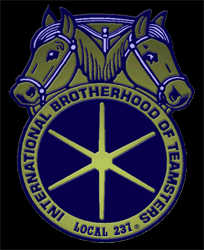 INTERNATIONAL BROTHERHOOD OF TEAMSTERS
LOCAL 237 ®